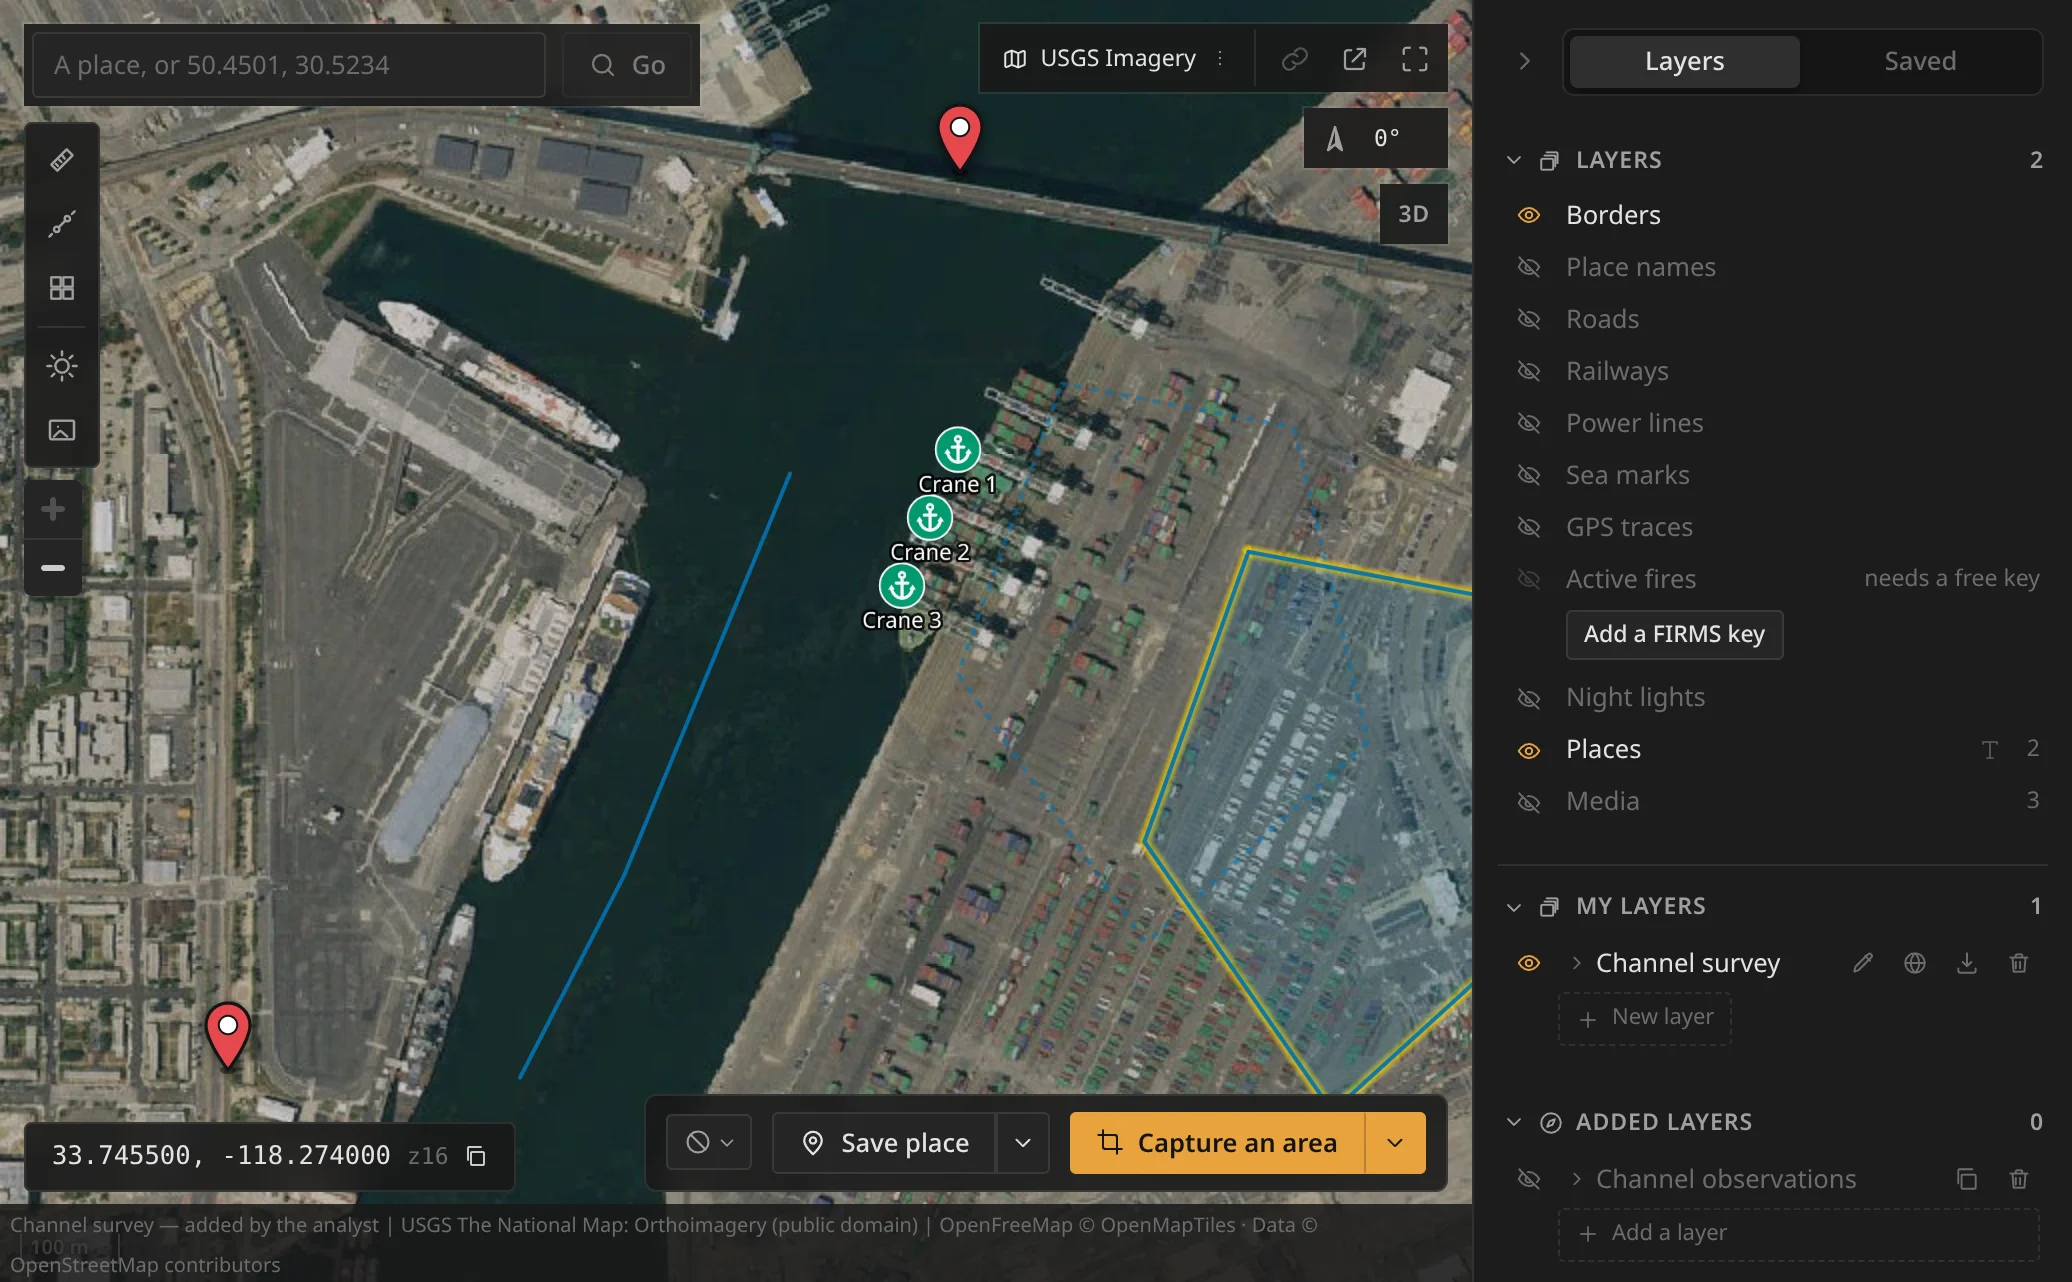 A place, or 50.4501, 30.5234
Go
USGS Imagery
0°
3D
Crane 1
Crane 2
Crane 3
33.745500, -118.274000 z16
Save place
Capture an area
Channel survey — added by the analyst | USGS The National Map: Orthoimagery (public domain) | OpenFreeMap © OpenMapTiles · Data ©
100 m
OpenStreetMap contributors
Layers
Saved
LAYERS 2
Borders
Place names
Roads
Railways
Power lines
Sea marks
GPS traces
Active fires needs a free key
Add a FIRMS key
Night lights
Places 2
Media 3
MY LAYERS 1
Channel survey
New layer
ADDED LAYERS 0
Channel observations
Add a layer